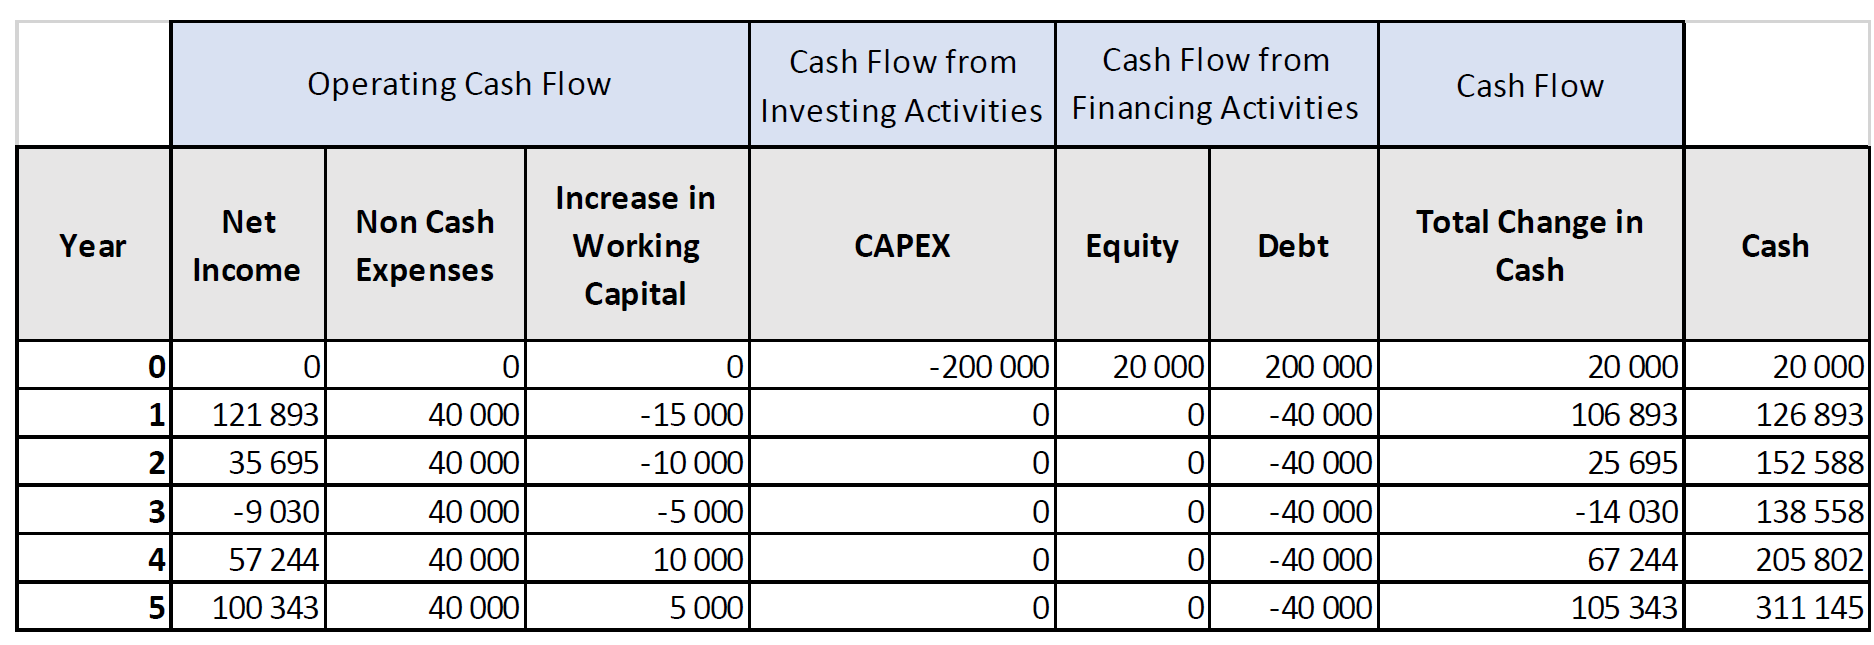 Operating Cash Flow
Cash Flow from
Investing Activities
Cash Flow from
Financing Activities
Cash Flow
Year
Net
Income
Non Cash
Expenses
Increase in
Working
Capital
CAPEX
Equity
Debt
Total Change in
Cash
Cash
0 0 0 0 -200 000 20 000 200 000 20 000 20 000
1 121 893 40 000 -15 000 0 0 -40 000 106 893 126 893
2 35 695 40 000 -10 000 0 0 -40 000 25 695 152 588
3 -9 030 40 000 -5 000 0 0 -40 000 -14 030 138 558
4 57 244 40 000 10 000 0 0 -40 000 67 244 205 802
5 100 343 40 000 5 000 0 0 -40 000 105 343 311 145